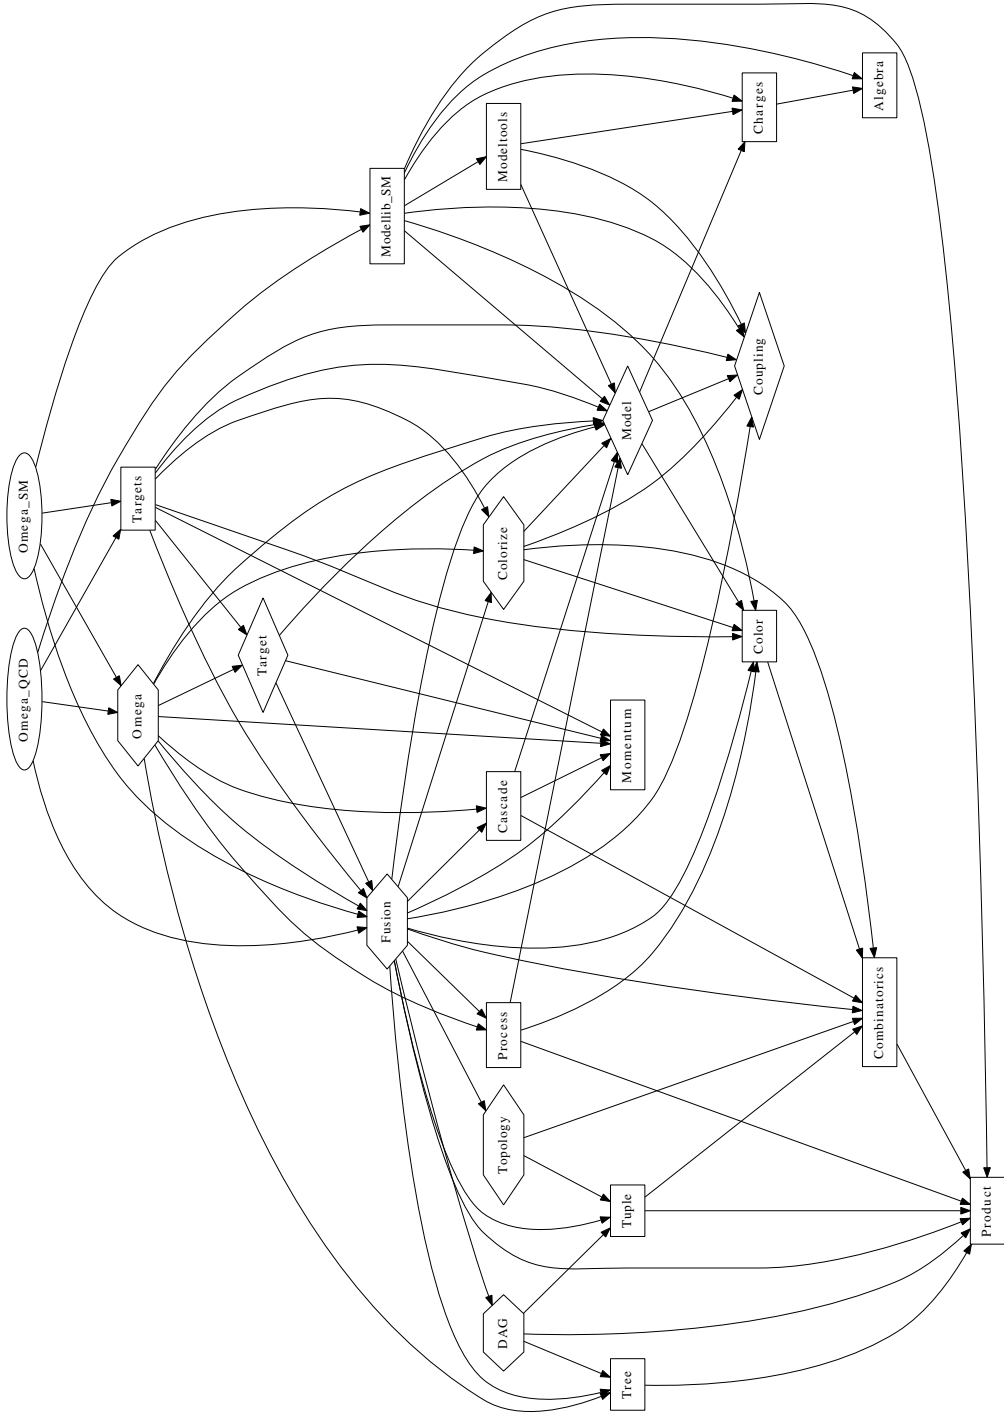 Omega_SM
Omega_QCD
Targets
Omega
Target
Modellib_SM
Fusion
Modeltools
Colorize
Cascade
Process
Topology
DAG
Model
Momentum
Tuple
Tree
Charges
Coupling
Color
Algebra
Combinatorics
Product